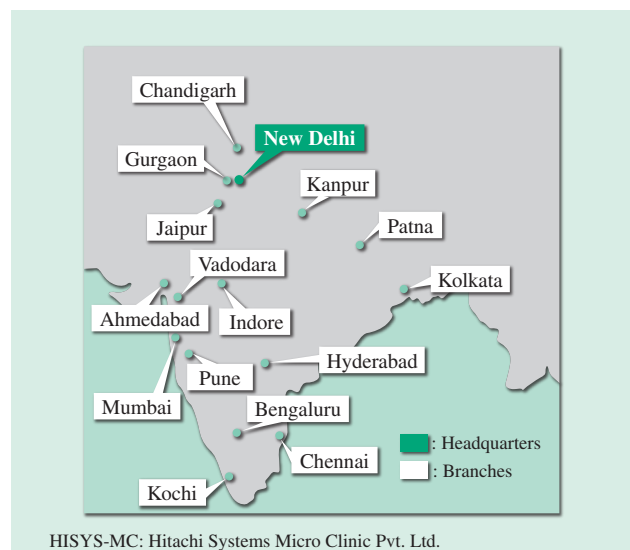 Chandigarh
New Delhi
Gurgaon
Kanpur
Jaipur
Patna
Vadodara
Kolkata
Ahmedabad
Indore
Hyderabad
Pune
Mumbai
Bengaluru
: Headquarters
Chennai
: Branches
Kochi
HISYS-MC: Hitachi Systems Micro Clinic Pvt. Ltd.